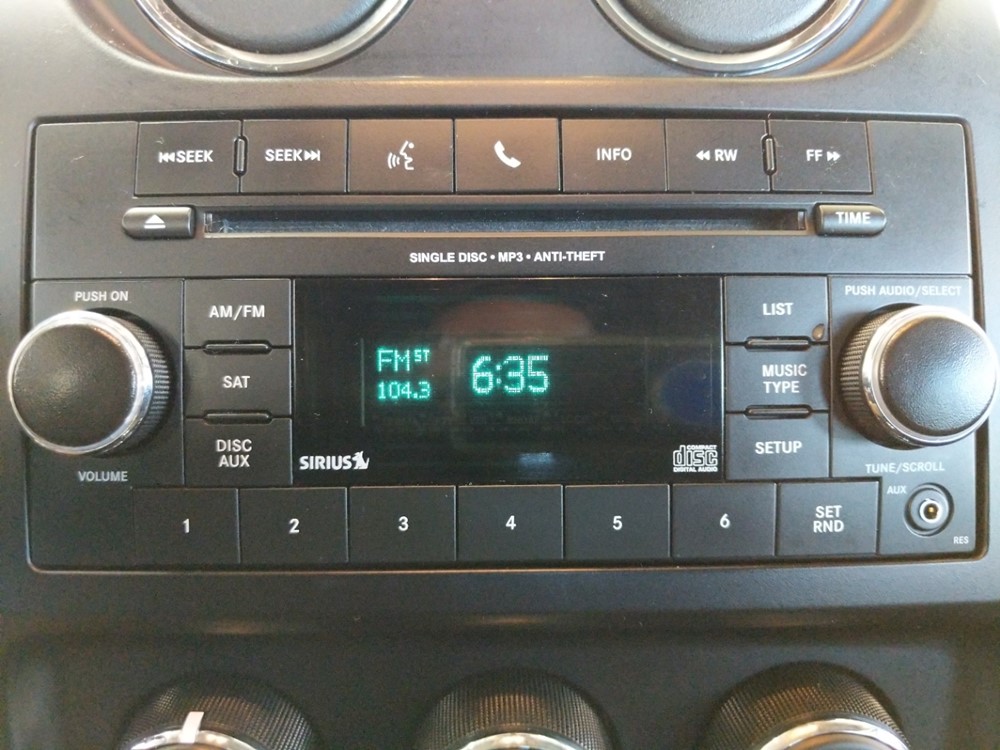 SEEK
SEEK
INFO
RW
FF
TIME
SINGLE DISC • MP3 • ANTI-THEFT
PUSH ON
AM/FM
LIST
PUSH AUDIO/SELECT
FM ST
104.3
6:35
SAT
MUSIC
TYPE
DISC
AUX
SIRIUS
COMPACT
disc
DIGITAL AUDIO
SETUP
VOLUME
TUNE/SCROLL
1
2
3
4
5
6
SET
RND
AUX
RES